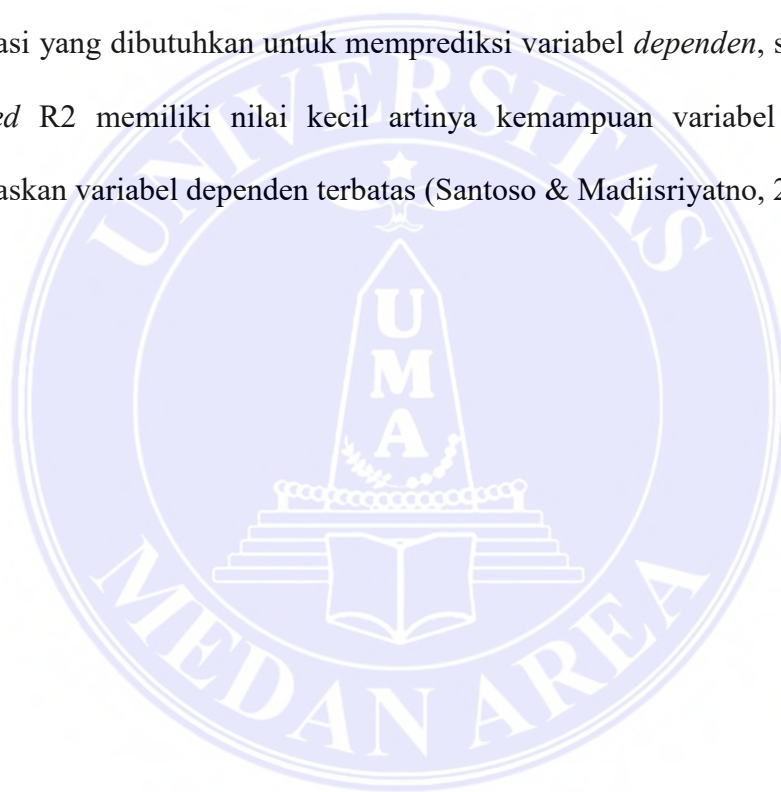 asi yang dibutuhkan untuk memprediksi variabel dependen, s
ed R2 memiliki nilai kecil artinya kemampuan variabel
askan variabel dependen terbatas (Santoso & Madiisriyatno, 2
UNIVERSITAS
U
M
A
MEDAN AREA